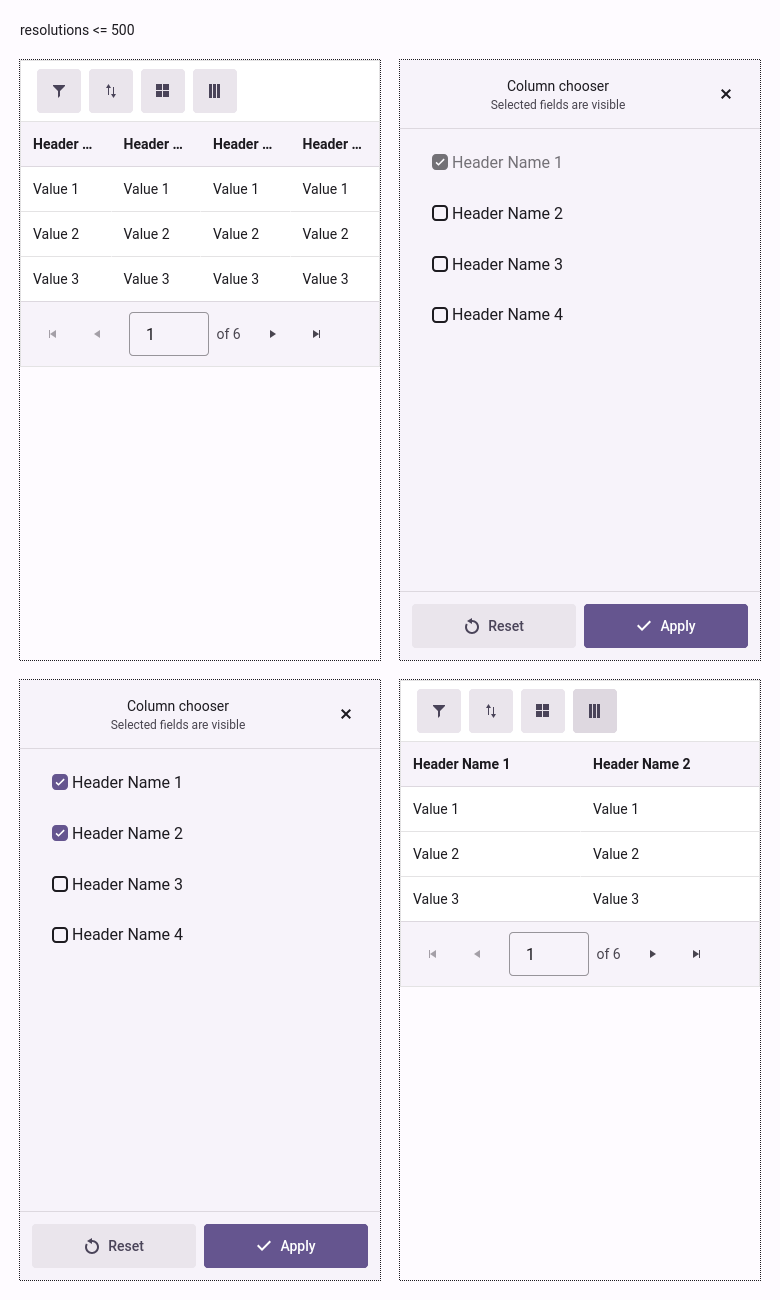 resolutions <= 500
Header ... Header ... Header ... Header ...
Value 1 Value 1 Value 1 Value 1
Value 2 Value 2 Value 2 Value 2
Value 3 Value 3 Value 3 Value 3
1 of 6
Column chooser
Selected fields are visible
Header Name 1
Header Name 2
Header Name 3
Header Name 4
Reset Apply
Column chooser
Selected fields are visible
Header Name 1
Header Name 2
Header Name 3
Header Name 4
Reset Apply
Header Name 1 Header Name 2
Value 1 Value 1
Value 2 Value 2
Value 3 Value 3
1 of 6